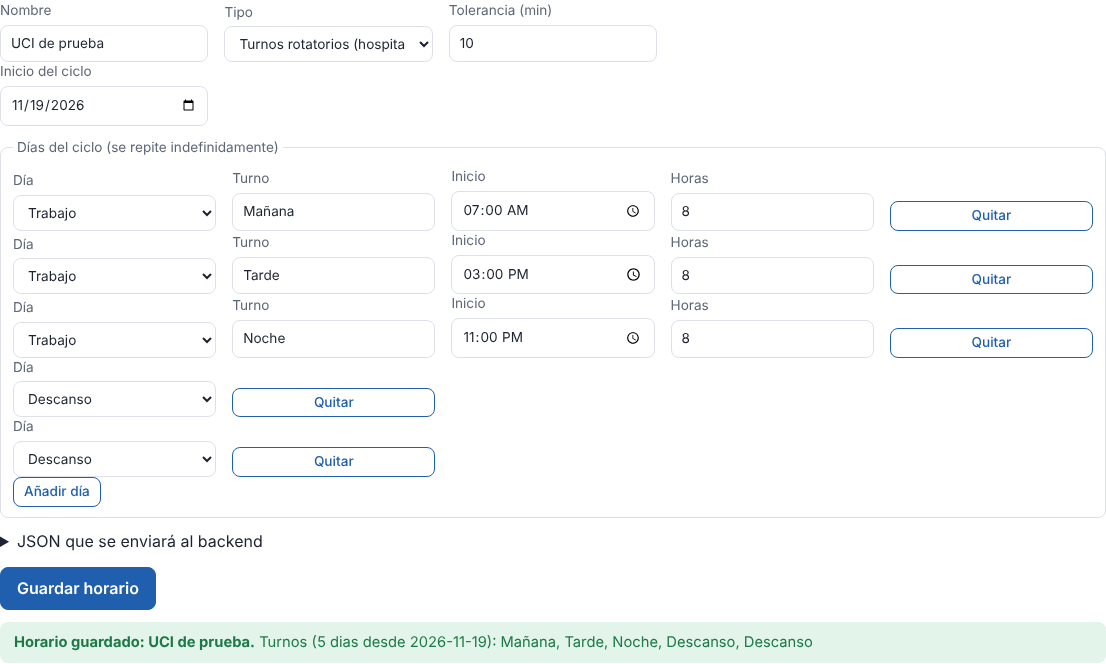 Nombre Tipo Tolerancia (min)
UCI de prueba Turnos rotatorios (hospita 10
Inicio del ciclo
11/19/2026
Días del ciclo (se repite indefinidamente)
Día Turno Inicio Horas
Trabajo Mañana 07:00 AM 8 Quitar
Día Turno Inicio Horas
Trabajo Tarde 03:00 PM 8 Quitar
Día Turno Inicio Horas
Trabajo Noche 11:00 PM 8 Quitar
Día
Descanso Quitar
Día
Descanso Quitar
Añadir día
JSON que se enviará al backend
Guardar horario
Horario guardado: UCI de prueba. Turnos (5 dias desde 2026-11-19): Mañana, Tarde, Noche, Descanso, Descanso